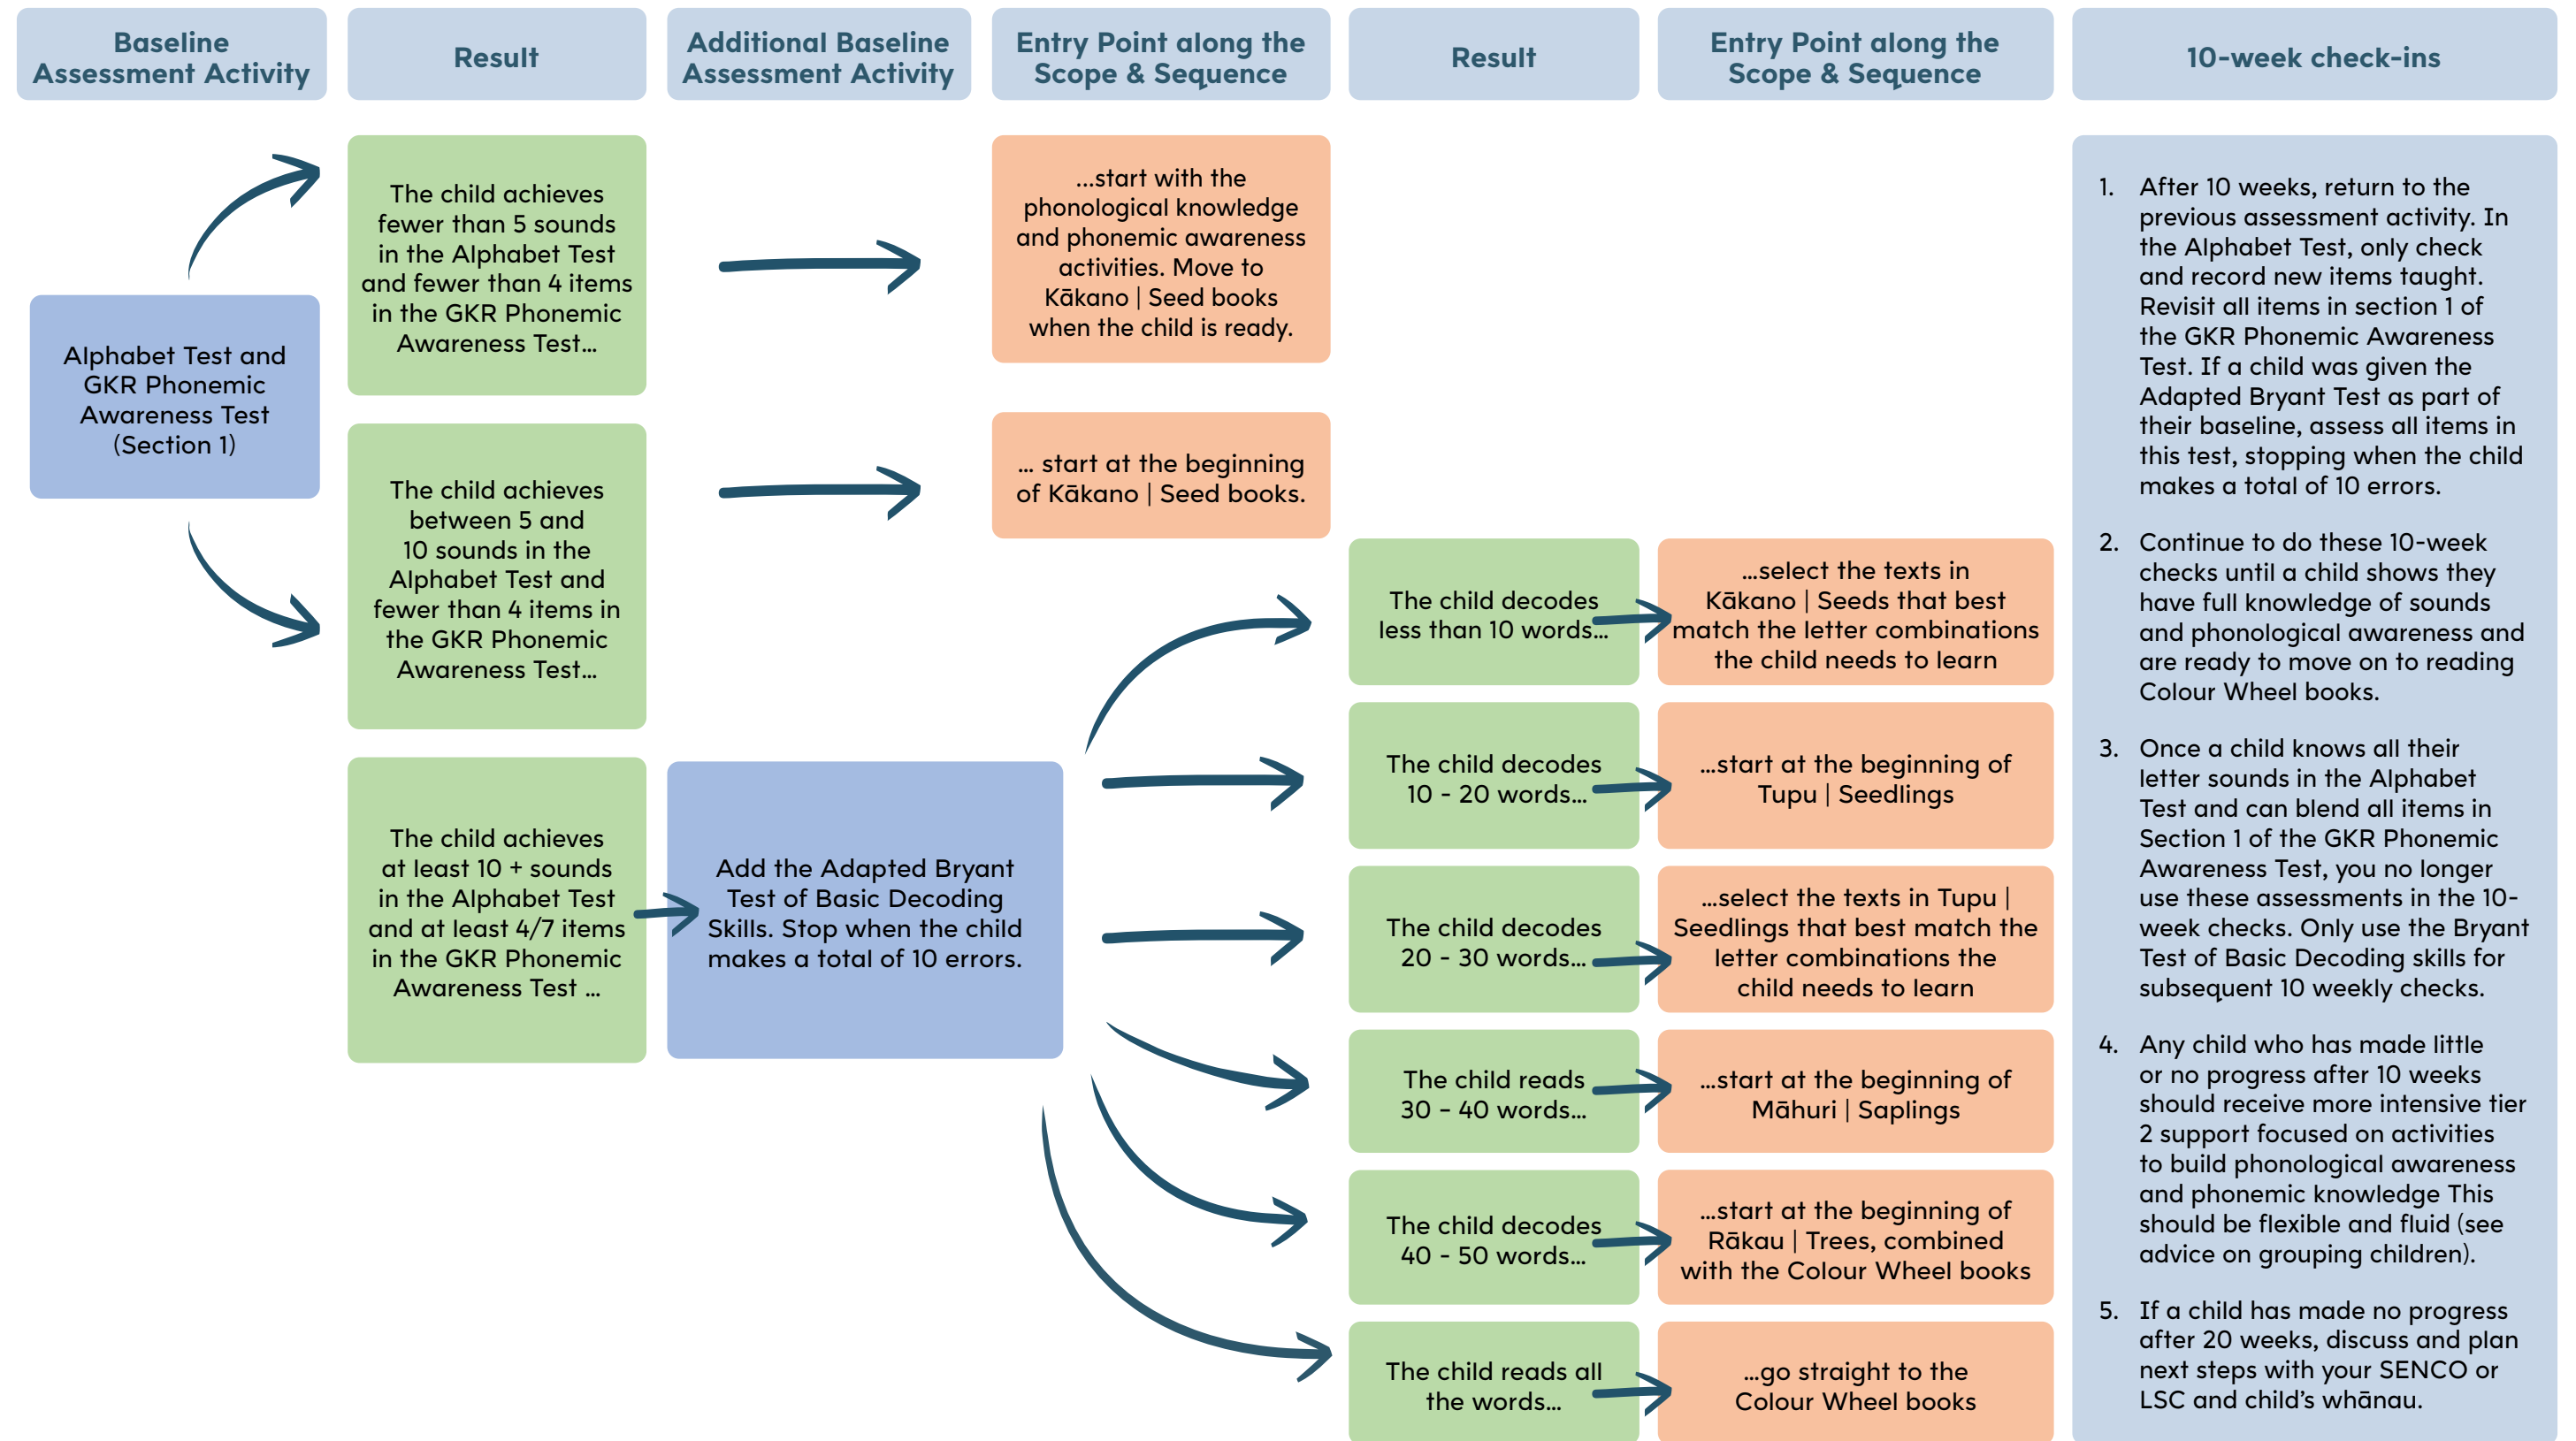 Baseline
Assessment Activity
Result
Additional Baseline
Assessment Activity
Entry Point along the
Scope & Sequence
Result
Entry Point along the
Scope & Sequence
10-week check-ins
Alphabet Test and
GKR Phonemic
Awareness Test
(Section 1)
The child achieves
fewer than 5 sounds
in the Alphabet Test
and fewer than 4 items
in the GKR Phonemic
Awareness Test...
...start with the
phonological knowledge
and phonemic awareness
activities. Move to
Kākano | Seed books
when the child is ready.
The child achieves
between 5 and
10 sounds in the
Alphabet Test and
fewer than 4 items in
the GKR Phonemic
Awareness Test...
... start at the beginning
of Kākano | Seed books.
The child achieves
at least 10 + sounds
in the Alphabet Test
and at least 4/7 items
in the GKR Phonemic
Awareness Test ...
Add the Adapted Bryant
Test of Basic Decoding
Skills. Stop when the child
makes a total of 10 errors.
The child decodes
less than 10 words...
...select the texts in
Kākano | Seeds that best
match the letter combinations
the child needs to learn
The child decodes
10 - 20 words...
...start at the beginning of
Tupu | Seedlings
The child decodes
20 - 30 words...
...select the texts in Tupu |
Seedlings that best match the
letter combinations the
child needs to learn
The child reads
30 - 40 words...
...start at the beginning of
Māhuri | Saplings
The child decodes
40 - 50 words...
...start at the beginning of
Rākau | Trees, combined
with the Colour Wheel books
The child reads all
the words...
...go straight to the
Colour Wheel books
1. After 10 weeks, return to the
previous assessment activity. In
the Alphabet Test, only check
and record new items taught.
Revisit all items in section 1 of
the GKR Phonemic Awareness
Test. If a child was given the
Adapted Bryant Test as part of
their baseline, assess all items in
this test, stopping when the child
makes a total of 10 errors.
2. Continue to do these 10-week
checks until a child shows they
have full knowledge of sounds
and phonological awareness and
are ready to move on to reading
Colour Wheel books.
3. Once a child knows all their
letter sounds in the Alphabet
Test and can blend all items in
Section 1 of the GKR Phonemic
Awareness Test, you no longer
use these assessments in the 10-
week checks. Only use the Bryant
Test of Basic Decoding skills for
subsequent 10 weekly checks.
4. Any child who has made little
or no progress after 10 weeks
should receive more intensive tier
2 support focused on activities
to build phonological awareness
and phonemic knowledge This
should be flexible and fluid (see
advice on grouping children).
5. If a child has made no progress
after 20 weeks, discuss and plan
next steps with your SENCO or
LSC and child's whānau.